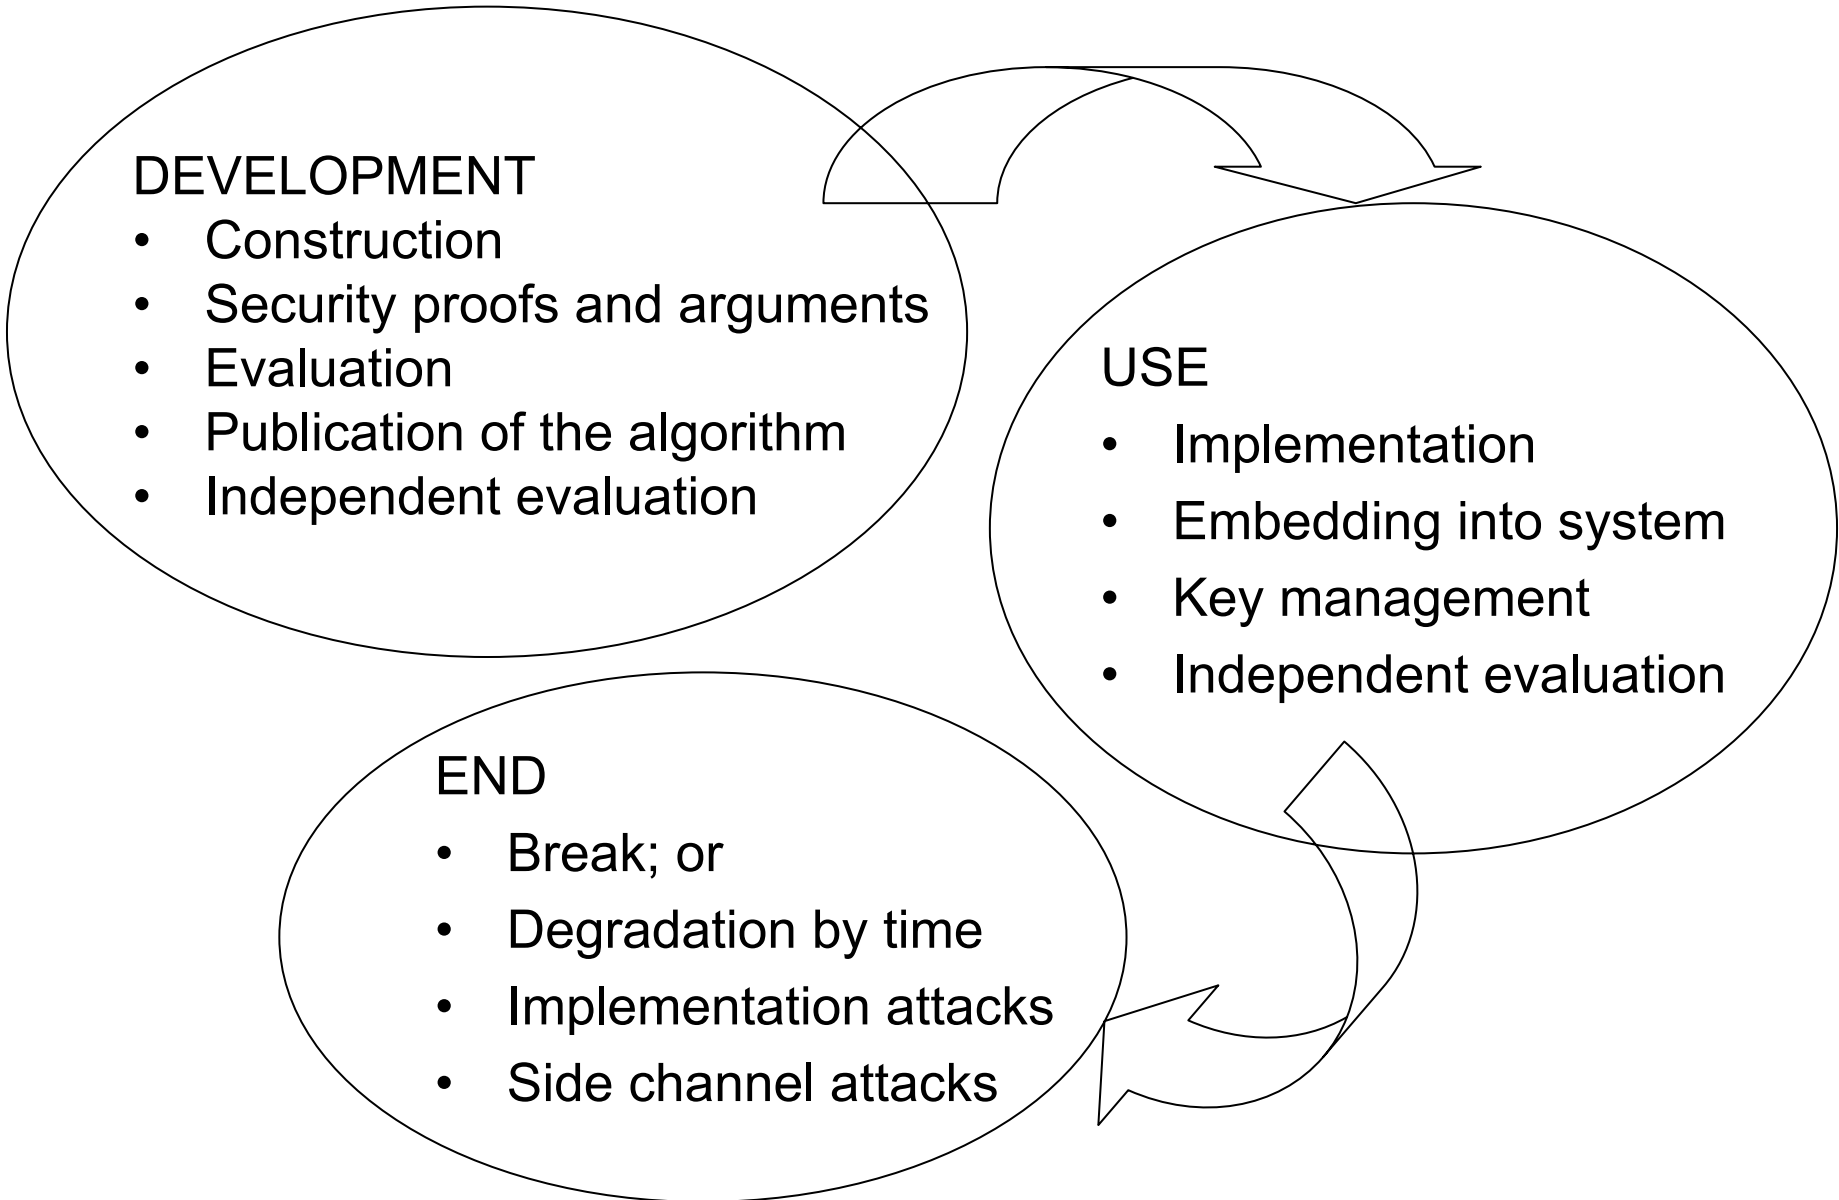 DEVELOPMENT
• Construction
• Security proofs and arguments
• Evaluation
• Publication of the algorithm
• Independent evaluation
USE
• Implementation
• Embedding into system
• Key management
• Independent evaluation
END
• Break; or
• Degradation by time
• Implementation attacks
• Side channel attacks